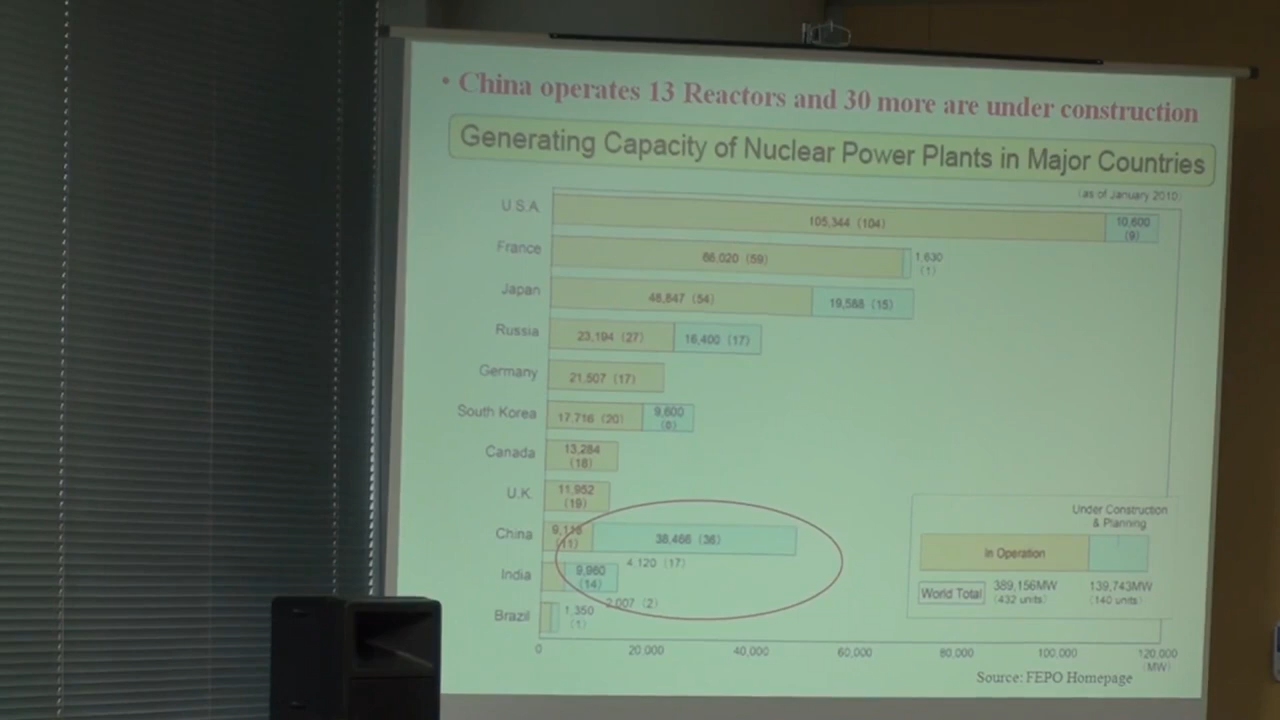 • China operates 13 Reactors and 30 more are under construction
Generating Capacity of Nuclear Power Plants in Major Countries
(as of January 2010)
U.S.A. 105,344 (104) 10,600 (9)
France 66,020 (59) 1,630 (1)
Japan 48,847 (54) 19,588 (15)
Russia 23,194 (27) 16,400 (17)
Germany 21,507 (17)
South Korea 17,716 (20) 9,600
Canada 13,284 (18)
U.K. 11,952 (19)
China (11) 38,466 (36)
4,120 (17)
India 9,960 (14)
2,007 (2)
Brazil 1,350 (1)
0 20,000 40,000 60,000 80,000 100,000 120,000
(MW)
Under Construction
& Planning
In Operation
World Total 389,156MW 139,743MW
(432 units) (140 units)
Source: FEPO Homepage